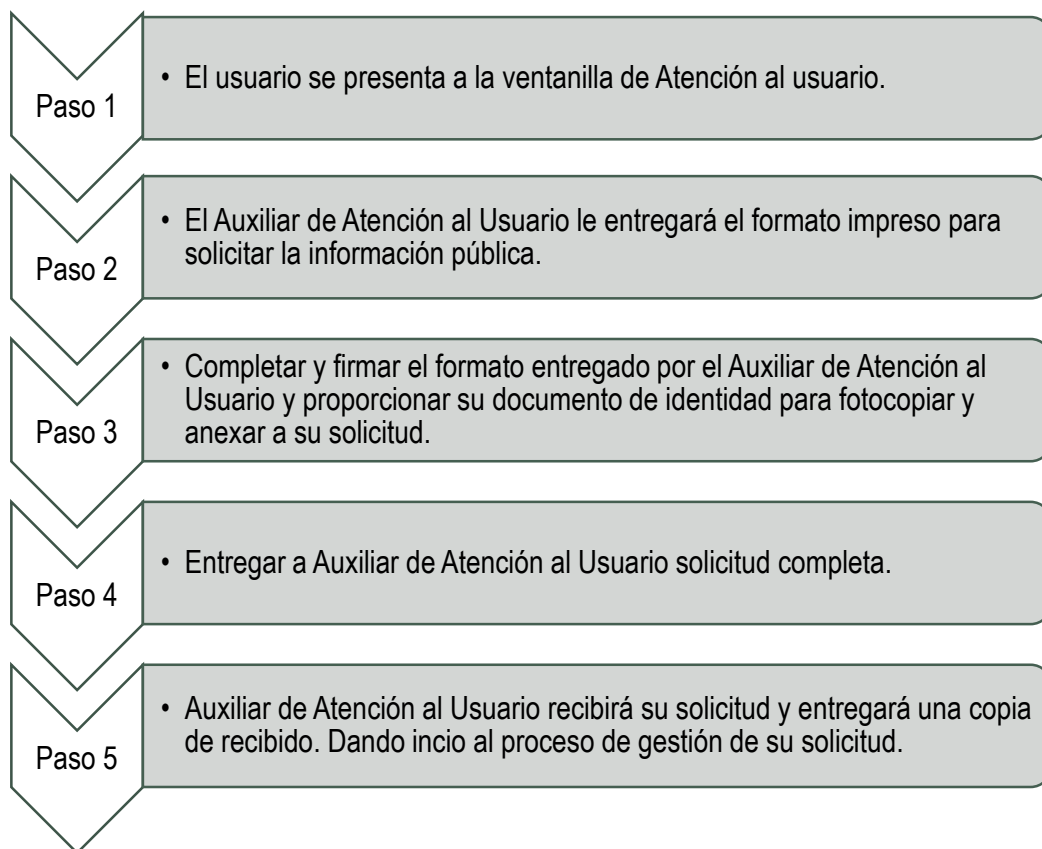 Paso 1
• El usuario se presenta a la ventanilla de Atención al usuario.
Paso 2
• El Auxiliar de Atención al Usuario le entregará el formato impreso para
solicitar la información pública.
Paso 3
• Completar y firmar el formato entregado por el Auxiliar de Atención al
Usuario y proporcionar su documento de identidad para fotocopiar y
anexar a su solicitud.
Paso 4
• Entregar a Auxiliar de Atención al Usuario solicitud completa.
Paso 5
• Auxiliar de Atención al Usuario recibirá su solicitud y entregará una copia
de recibido. Dando incio al proceso de gestión de su solicitud.